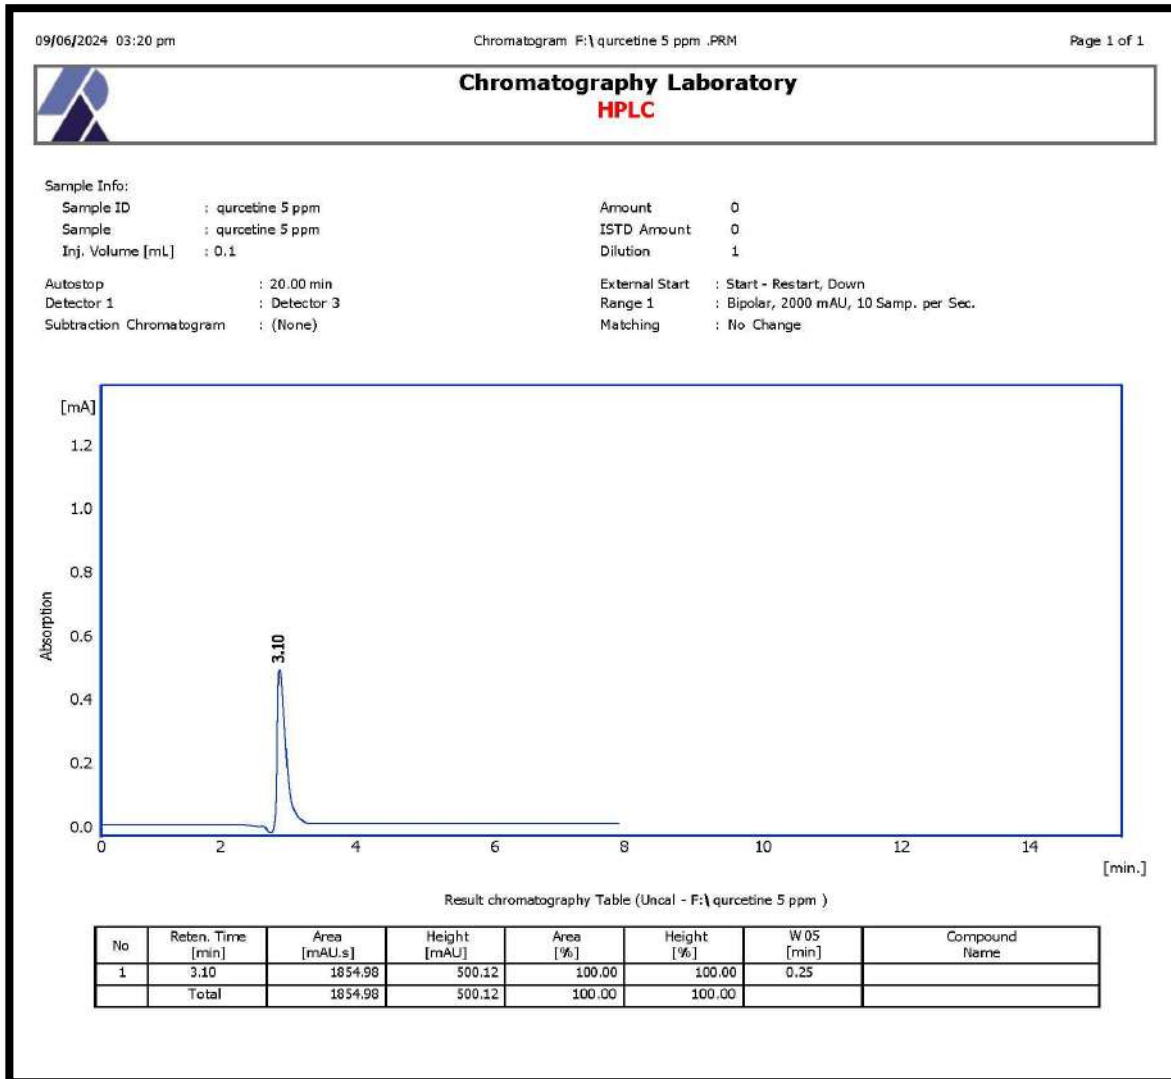 09/06/2024 03:20 pm Chromatogram F:\ qurcetine 5 ppm .PRM Page 1 of 1
Chromatography Laboratory
HPLC
Sample Info:
Sample ID : qurcetine 5 ppm Amount 0
Sample : qurcetine 5 ppm ISTD Amount 0
Inj. Volume [mL] : 0.1 Dilution 1
Autostop : 20.00 min External Start : Start - Restart, Down
Detector 1 : Detector 3 Range 1 : Bipolar, 2000 mAU, 10 Samp. per Sec.
Subtraction Chromatogram : (None) Matching : No Change
[mA]
1.2
1.0
0.8
0.6
0.4
0.2
0.0
Absorption
3.10
0 2 4 6 8 10 12 14
[min.]
Result chromatography Table (Uncal - F:\ qurcetine 5 ppm )
No Reten. Time [min] Area [mAU.s] Height [mAU] Area [%] Height [%] W 05 [min] Compound Name
1 3.10 1854.98 500.12 100.00 100.00 0.25
Total 1854.98 500.12 100.00 100.00